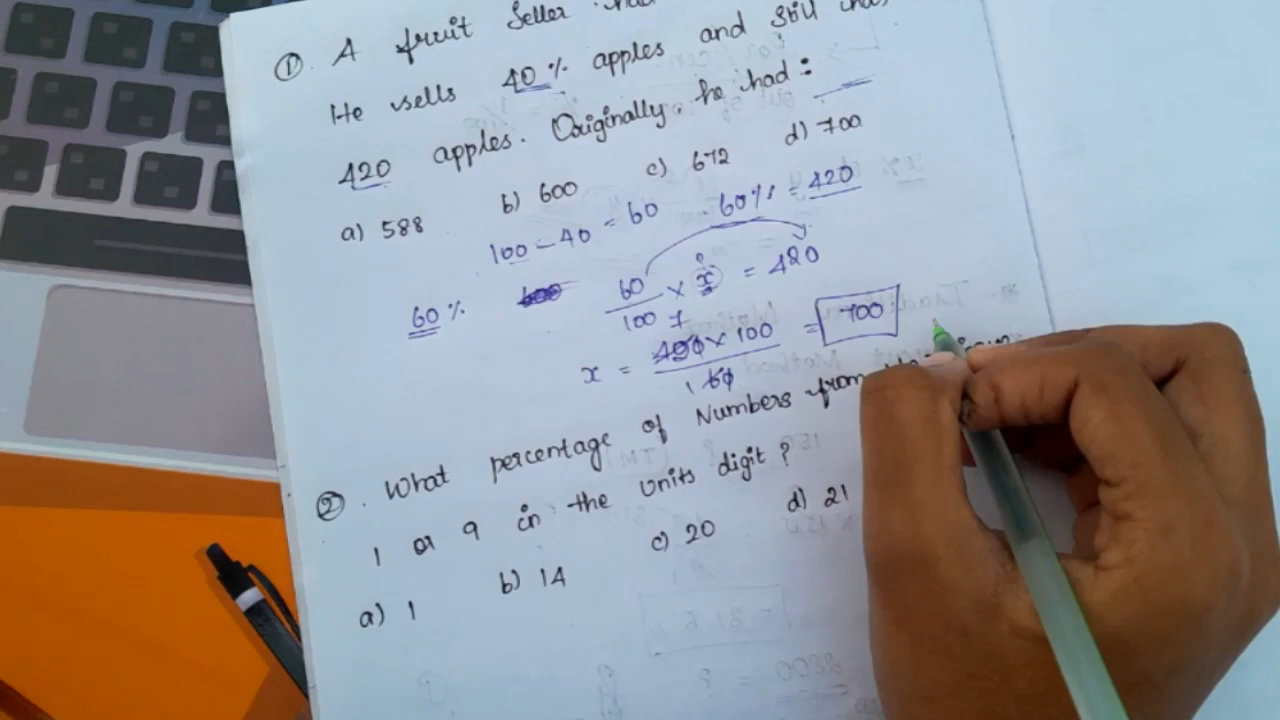 ① A fruit Seller
He sells 40% apples and still
420 apples. Originally, he had :
a) 588 b) 600 c) 672 d) 700
100 - 40 = 60 60% = 420
60% 60/100 × x = 420
x = 420 × 100 / 60 = 700
② What percentage of Numbers from
1 or 9 in the units digit ?
a) 1 b) 14 c) 20 d) 21